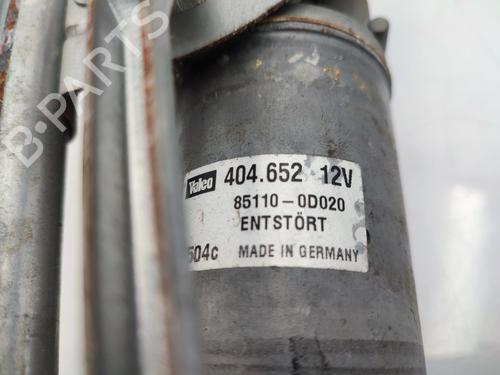 B-PARTS
Valeo 404.652 12V
85110-0D020
ENTSTÖRT
504c MADE IN GERMANY